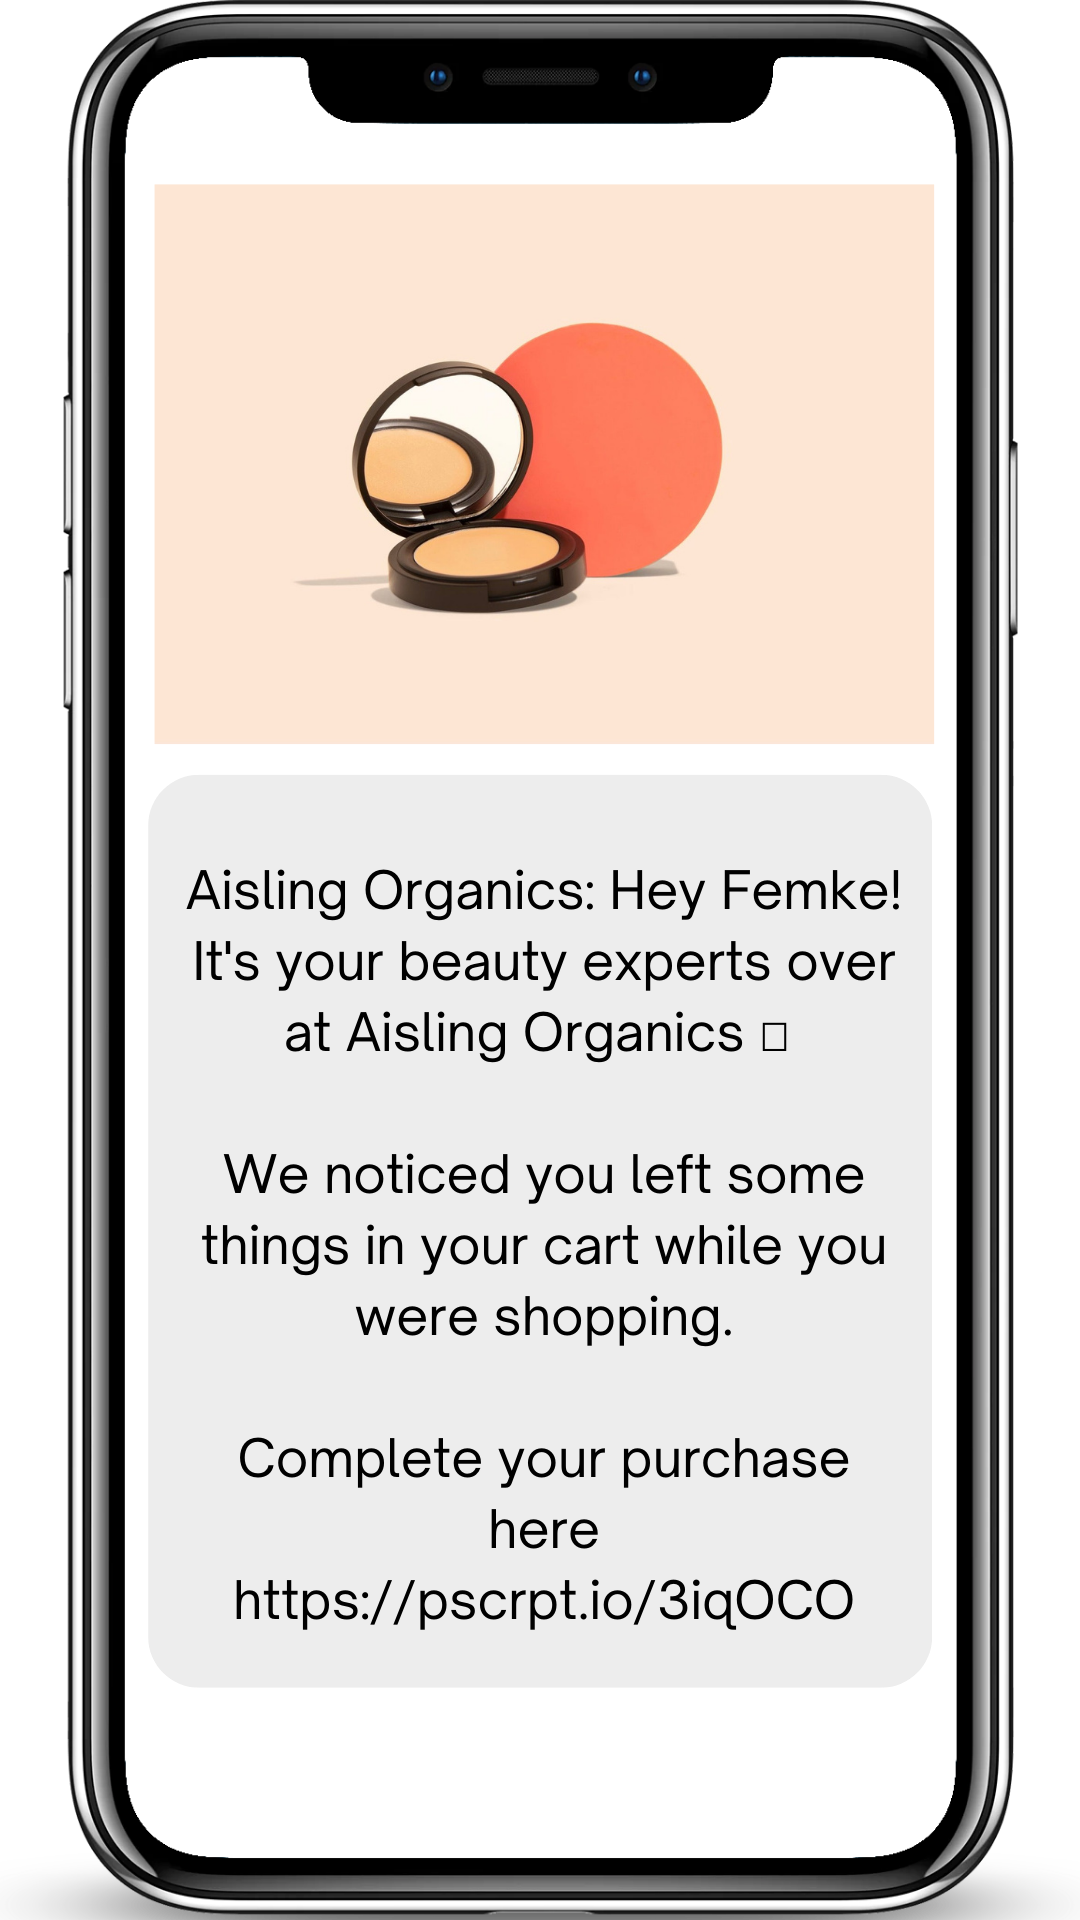 Aisling Organics: Hey Femke!
It's your beauty experts over
at Aisling Organics
We noticed you left some
things in your cart while you
were shopping.
Complete your purchase
here
https://pscrpt.io/3iqOCO